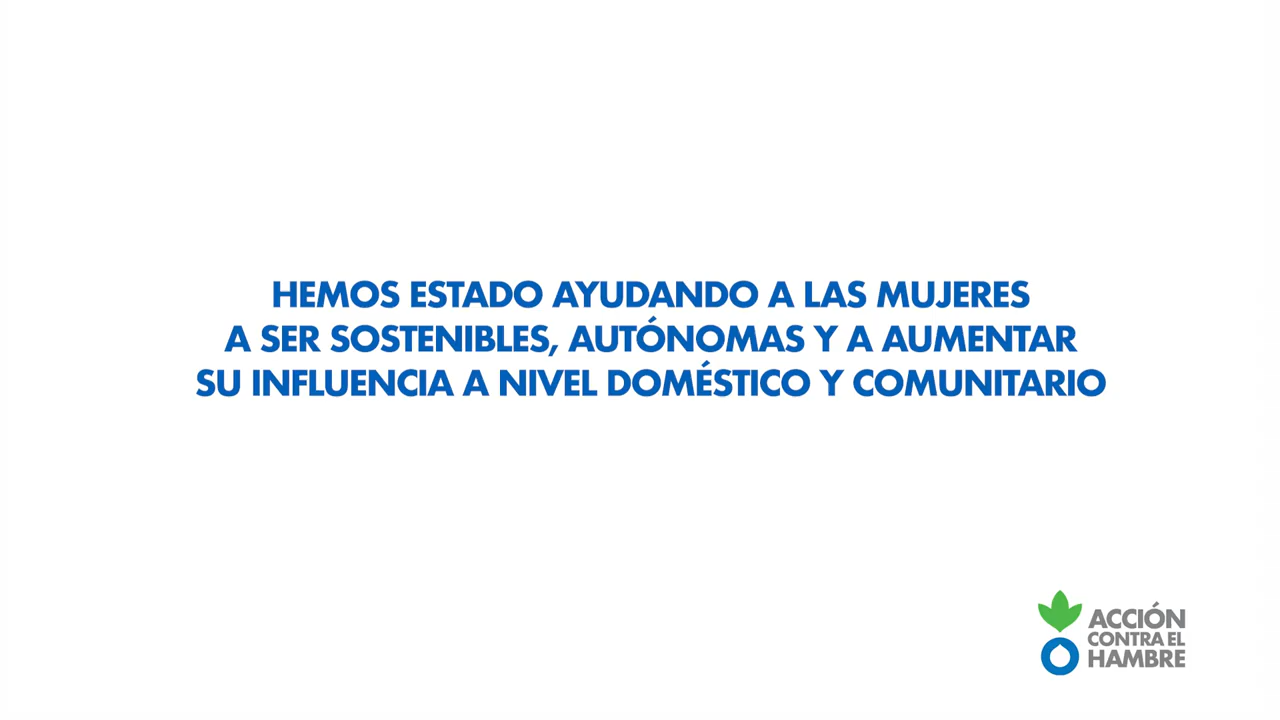 HEMOS ESTADO AYUDANDO A LAS MUJERES
A SER SOSTENIBLES, AUTÓNOMAS Y A AUMENTAR
SU INFLUENCIA A NIVEL DOMÉSTICO Y COMUNITARIO
ACCIÓN
CONTRA EL
HAMBRE